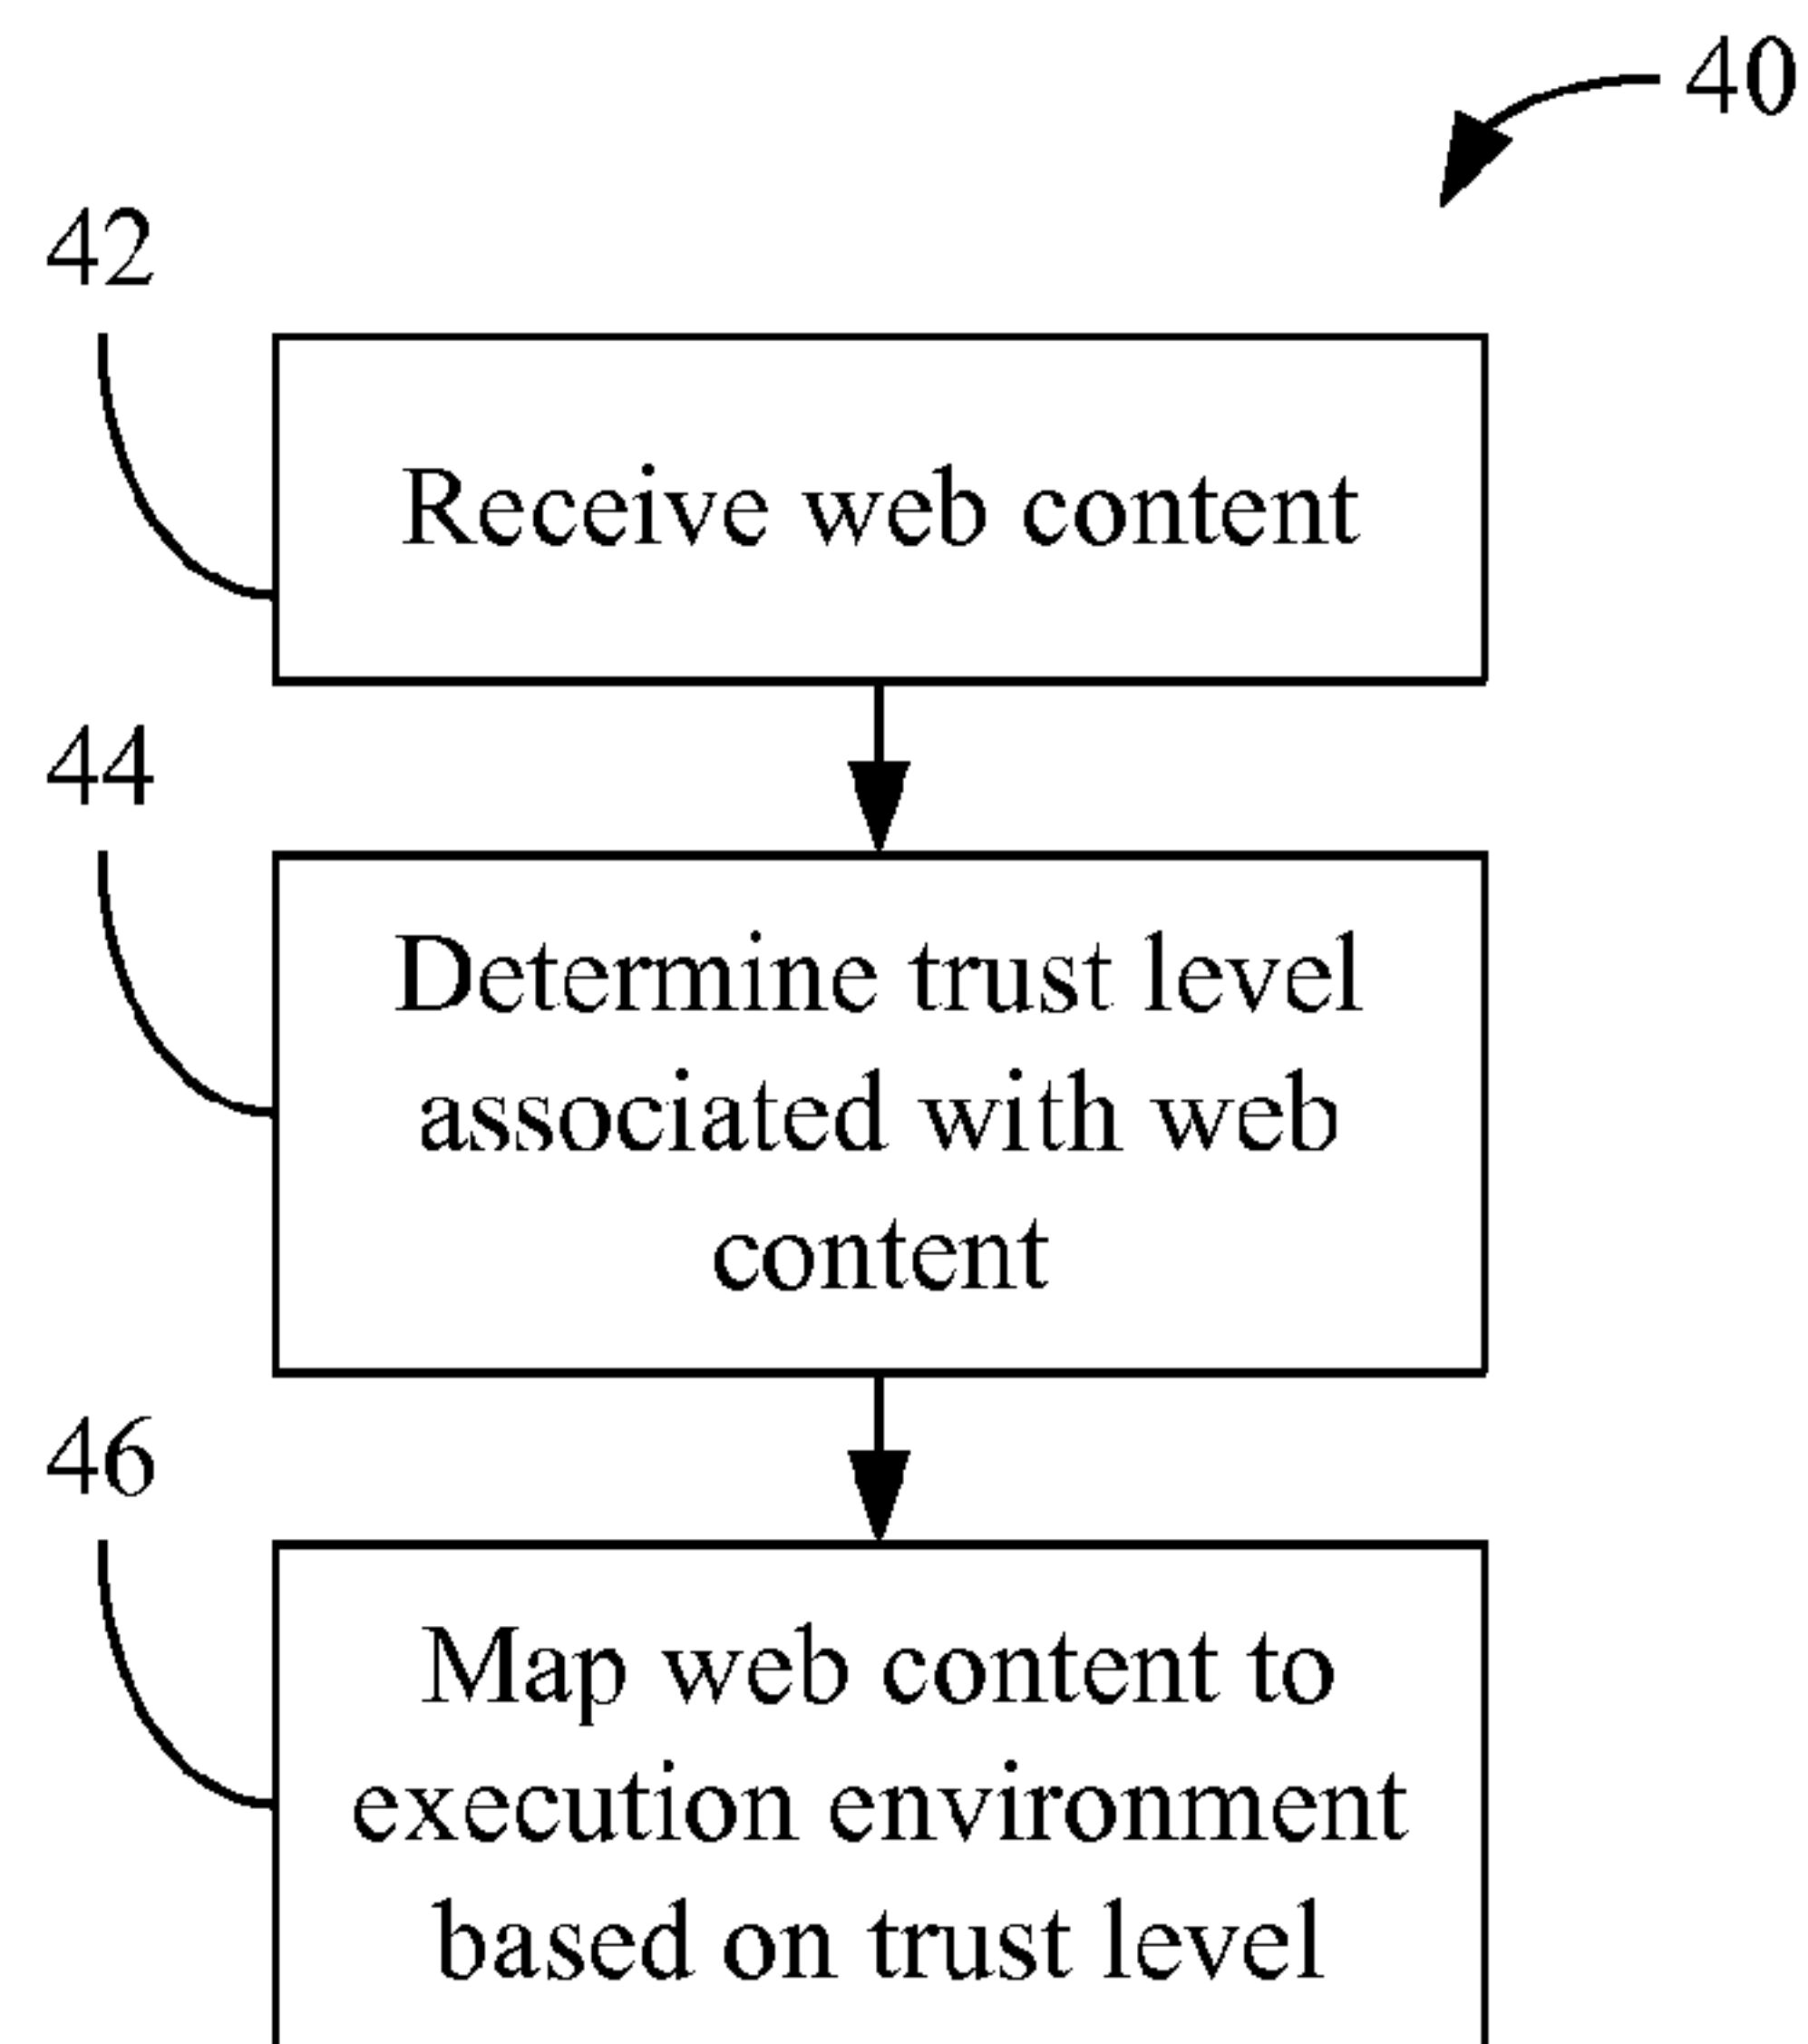 40
42
Receive web content
44
Determine trust level
associated with web
content
46
Map web content to
execution environment
based on trust level